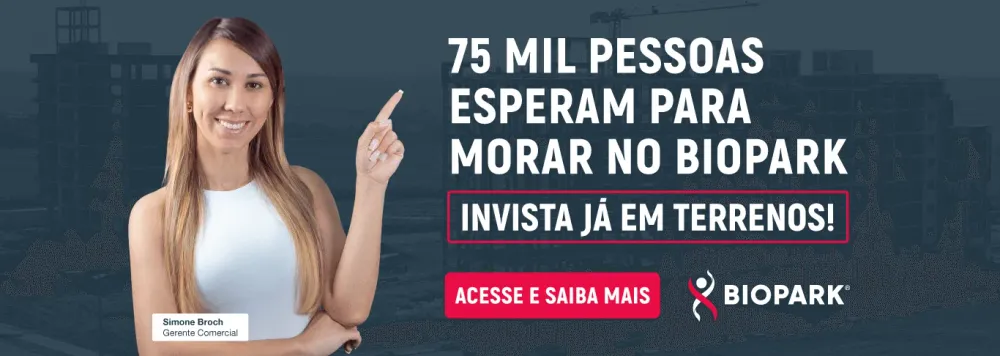 75 MIL PESSOAS
ESPERAM PARA
MORAR NO BIOPARK
INVISTA JÁ EM TERRENOS!
ACESSE E SAIBA MAIS
BIOPARK®
Simone Broch
Gerente Comercial